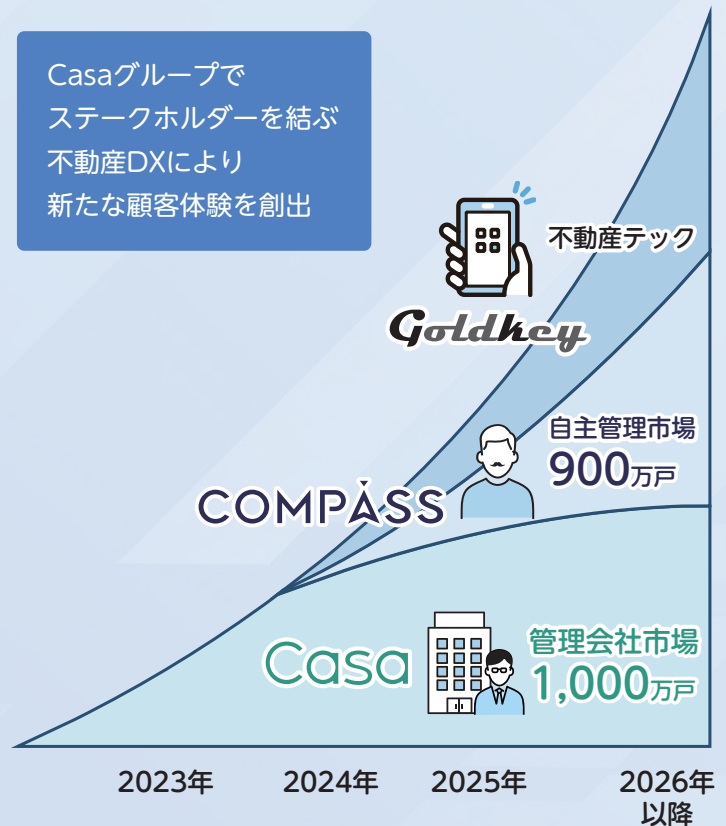 Casaグループで
ステークホルダーを結ぶ
不動産DXにより
新たな顧客体験を創出
不動産テック
Goldkey
自主管理市場
900万戸
COMPASS
Casa
管理会社市場
1,000万戸
2023年
2024年
2025年
2026年
以降